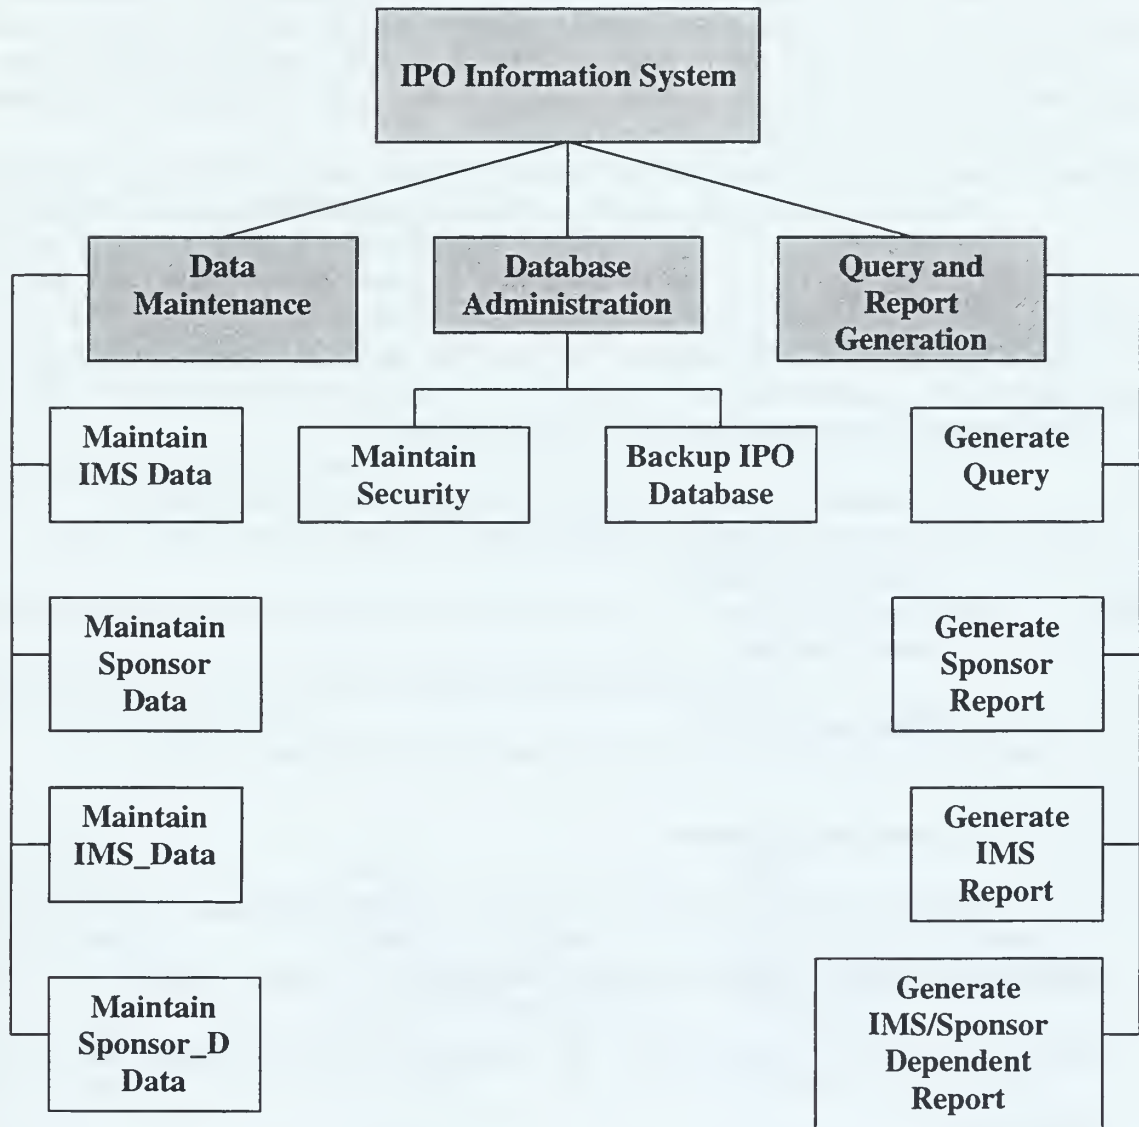 IPO Information System
Data
Maintenance
Database
Administration
Query and
Report
Generation
Maintain
IMS Data
Maintain
Security
Backup IPO
Database
Generate
Query
Mainatain
Sponsor
Data
Generate
Sponsor
Report
Maintain
IMS_Data
Generate
IMS
Report
Maintain
Sponsor_D
Data
Generate
IMS/Sponsor
Dependent
Report